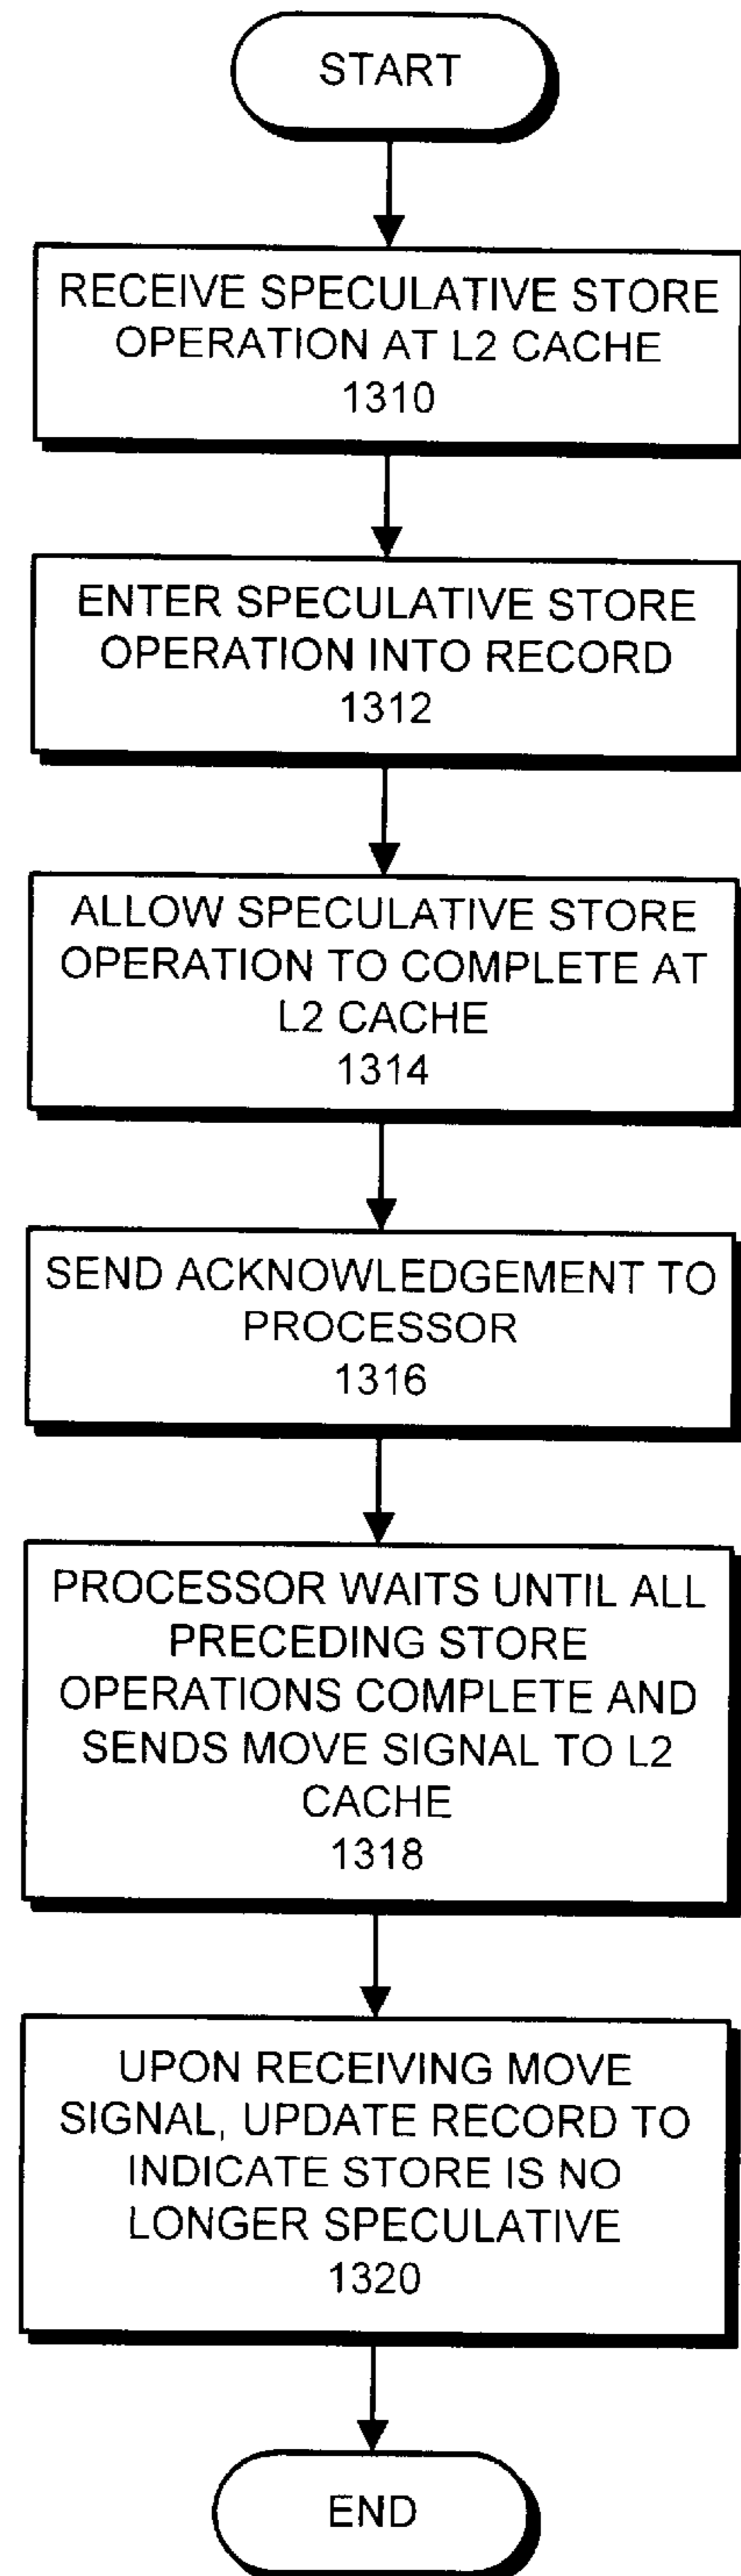 START
RECEIVE SPECULATIVE STORE
OPERATION AT L2 CACHE
1310
ENTER SPECULATIVE STORE
OPERATION INTO RECORD
1312
ALLOW SPECULATIVE STORE
OPERATION TO COMPLETE AT
L2 CACHE
1314
SEND ACKNOWLEDGEMENT TO
PROCESSOR
1316
PROCESSOR WAITS UNTIL ALL
PRECEDING STORE
OPERATIONS COMPLETE AND
SENDS MOVE SIGNAL TO L2
CACHE
1318
UPON RECEIVING MOVE
SIGNAL, UPDATE RECORD TO
INDICATE STORE IS NO
LONGER SPECULATIVE
1320
END